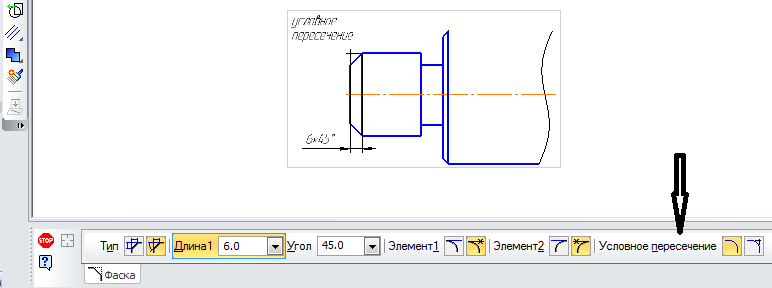 условное
пересечение
6x45°
STOP
Тип
Длина1
6.0
Угол
45.0
Элемент1
Элемент2
Условное пересечение
?
Фаска